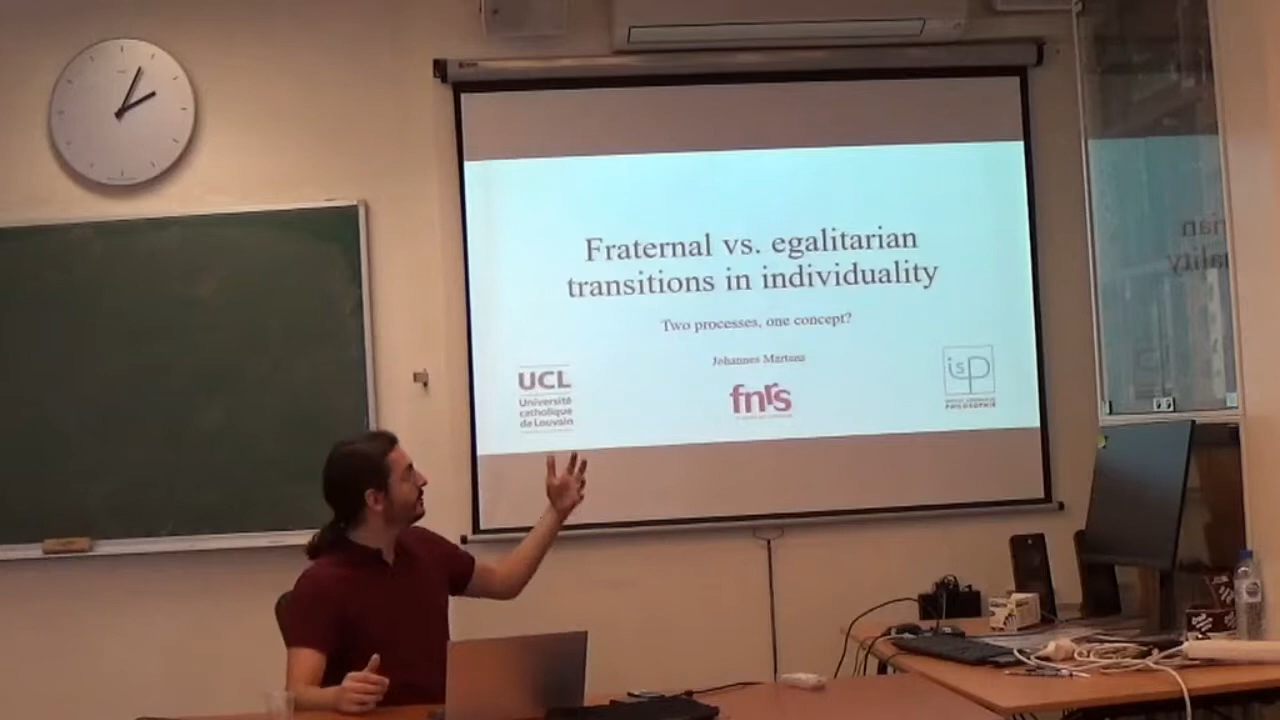 Fraternal vs. egalitarian
transitions in individuality
Two processes, one concept?
Johannes Martens
UCL
Université
catholique
de Louvain
fnrs
isp
PHILOSOPHIE